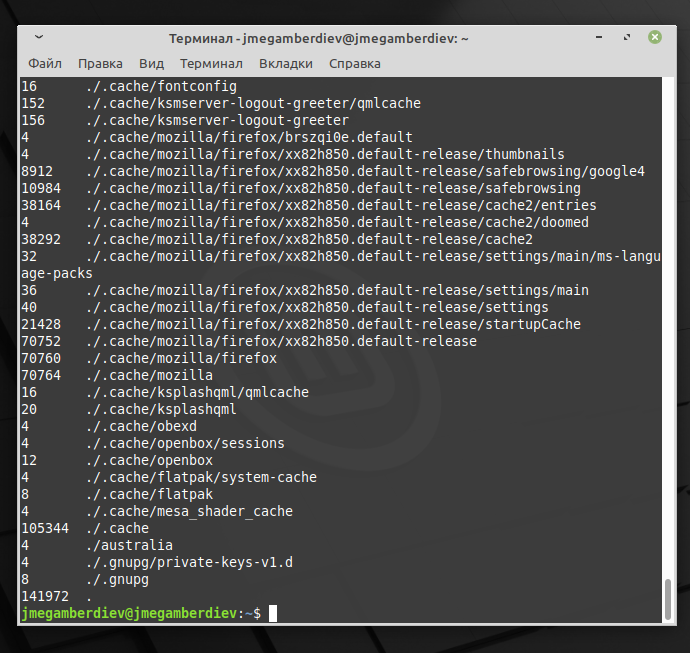 Терминал - jmegamberdiev@jmegamberdiev: ~
Файл Правка Вид Терминал Вкладки Справка
16 ./.cache/fontconfig
152 ./.cache/ksmserver-logout-greeter/qmlcache
156 ./.cache/ksmserver-logout-greeter
4 ./.cache/mozilla/firefox/brszqi0e.default
4 ./.cache/mozilla/firefox/xx82h850.default-release/thumbnails
8912 ./.cache/mozilla/firefox/xx82h850.default-release/safebrowsing/google4
10984 ./.cache/mozilla/firefox/xx82h850.default-release/safebrowsing
38164 ./.cache/mozilla/firefox/xx82h850.default-release/cache2/entries
4 ./.cache/mozilla/firefox/xx82h850.default-release/cache2/doomed
38292 ./.cache/mozilla/firefox/xx82h850.default-release/cache2
32 ./.cache/mozilla/firefox/xx82h850.default-release/settings/main/ms-langu
age-packs
36 ./.cache/mozilla/firefox/xx82h850.default-release/settings/main
40 ./.cache/mozilla/firefox/xx82h850.default-release/settings
21428 ./.cache/mozilla/firefox/xx82h850.default-release/startupCache
70752 ./.cache/mozilla/firefox/xx82h850.default-release
70760 ./.cache/mozilla/firefox
70764 ./.cache/mozilla
16 ./.cache/ksplashqml/qmlcache
20 ./.cache/ksplashqml
4 ./.cache/obexd
4 ./.cache/openbox/sessions
12 ./.cache/openbox
4 ./.cache/flatpak/system-cache
8 ./.cache/flatpak
4 ./.cache/mesa_shader_cache
105344 ./.cache
4 ./australia
4 ./.gnupg/private-keys-v1.d
8 ./.gnupg
141972 .
jmegamberdiev@jmegamberdiev:~$